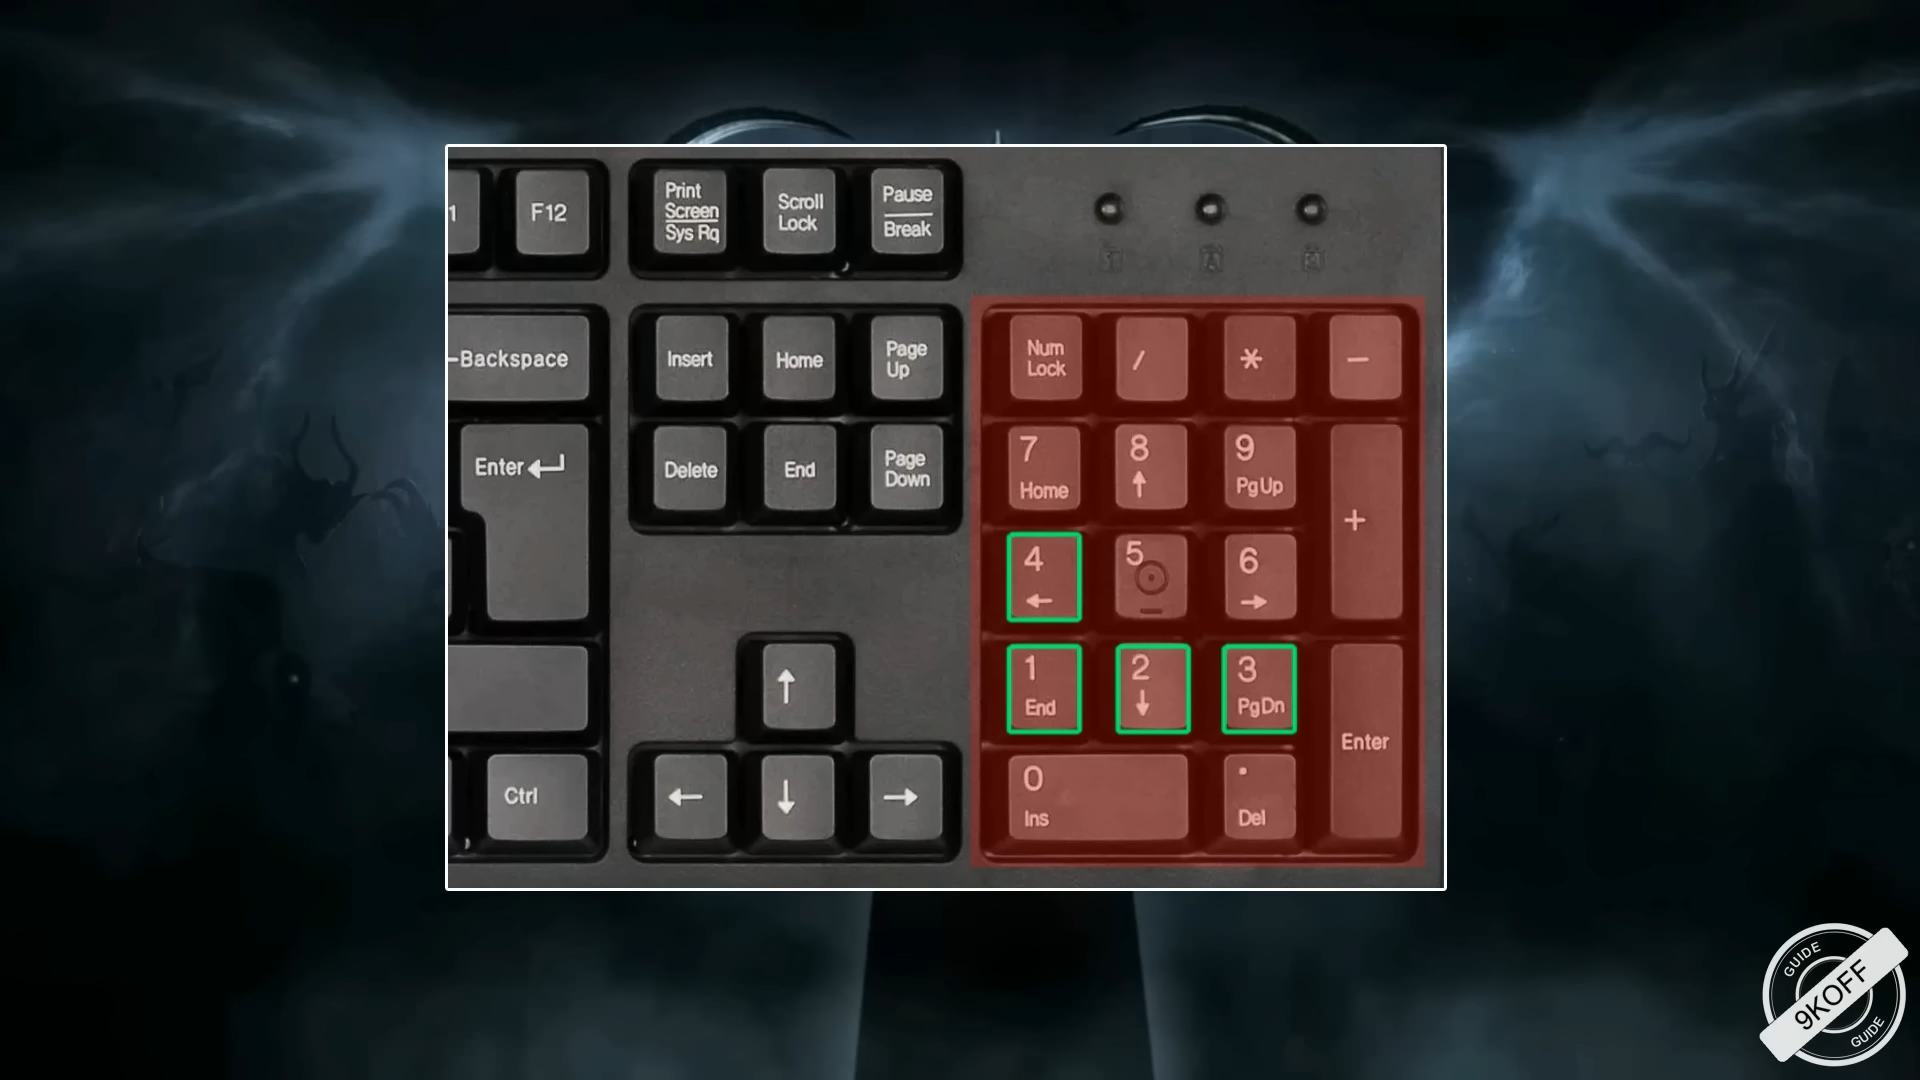 1
F12
Print
Screen
Sys Rq
Scroll
Lock
Pause
Break
Backspace
Insert
Home
Page
Up
Num
Lock
/
*
−
Enter
Delete
End
Page
Down
7
Home
8
↑
9
PgUp
+
4
←
5
6
→
↑
1
End
2
↓
3
PgDn
Enter
Ctrl
←
↓
→
0
Ins
.
Del
GUIDE
9KOFF
GUIDE